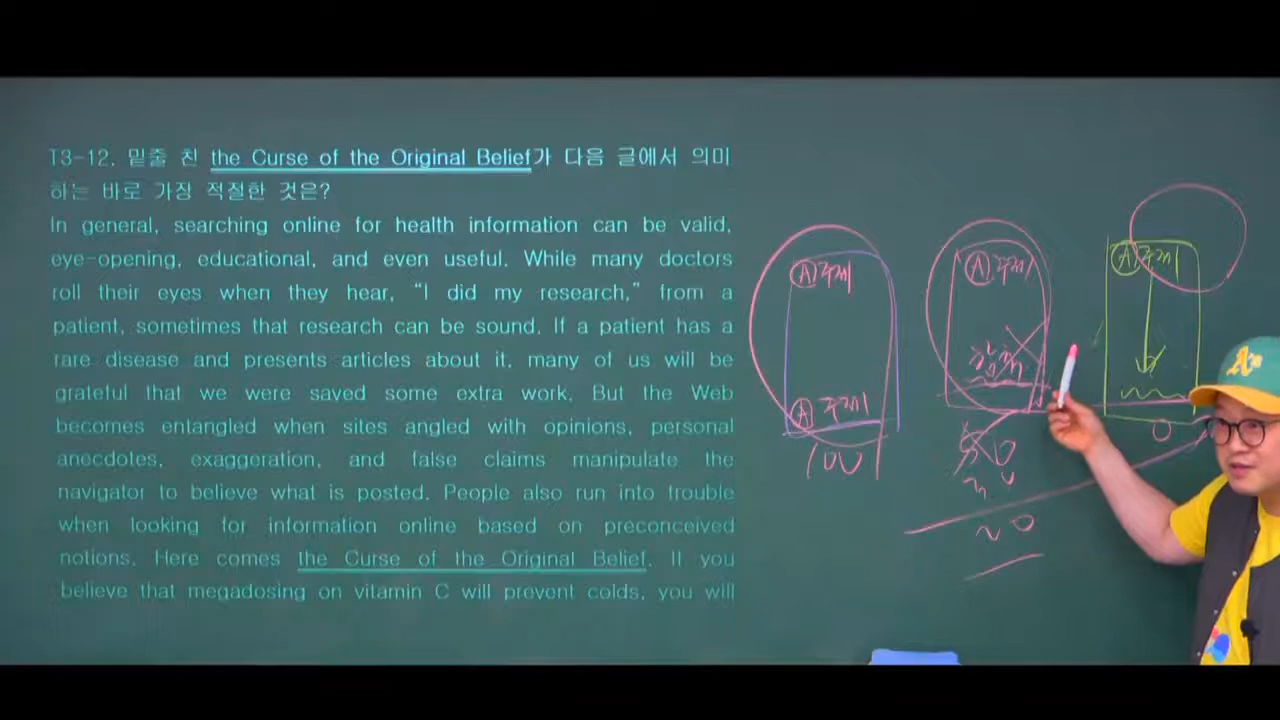 T3-12. 밑줄 친 the Curse of the Original Belief가 다음 글에서 의미
하는 바로 가장 적절한 것은?
In general, searching online for health information can be valid,
eye-opening, educational, and even useful. While many doctors
roll their eyes when they hear, "I did my research," from a
patient, sometimes that research can be sound. If a patient has a
rare disease and presents articles about it, many of us will be
grateful that we were saved some extra work. But the Web
becomes entangled when sites angled with opinions, personal
anecdotes, exaggeration, and false claims manipulate the
navigator to believe what is posted. People also run into trouble
when looking for information online based on preconceived
notions. Here comes the Curse of the Original Belief. If you
believe that megadosing on vitamin C will prevent colds, you will
A 주제
A 주제
100
A 주제
A 주제
A's